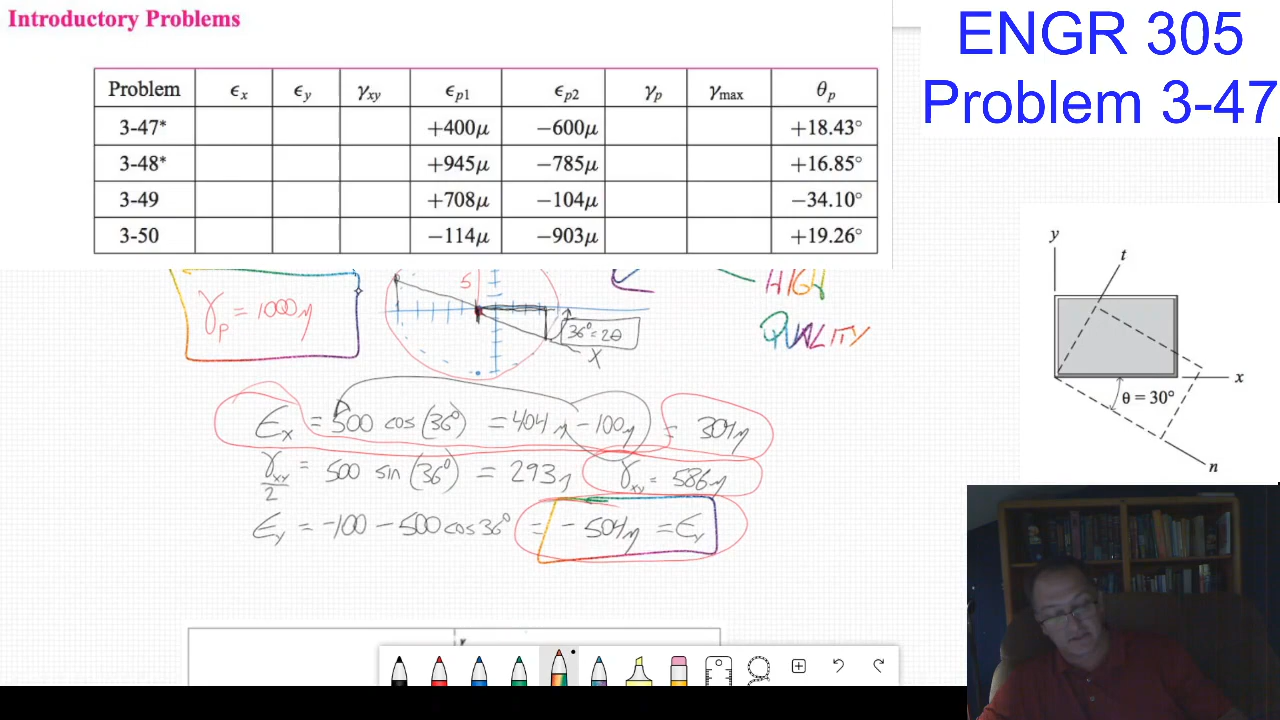 Introductory Problems
ENGR 305
Problem 3-47
Problem ϵx ϵy γxy ϵp1 ϵp2 γp γmax θp
3-47* +400μ −600μ +18.43°
3-48* +945μ −785μ +16.85°
3-49 +708μ −104μ −34.10°
3-50 −114μ −903μ +19.26°
γp = 1000μ
5
36° = 2θ
X
HIGH
QUALITY
ϵx = 500 cos (36°) = 404μ − 100μ = 304μ
γxy/2 = 500 sin (36°) = 293μ γxy = 586μ
ϵy = -100 - 500 cos 36° = - 504μ = ϵy
y
t
x
θ = 30°
n
y